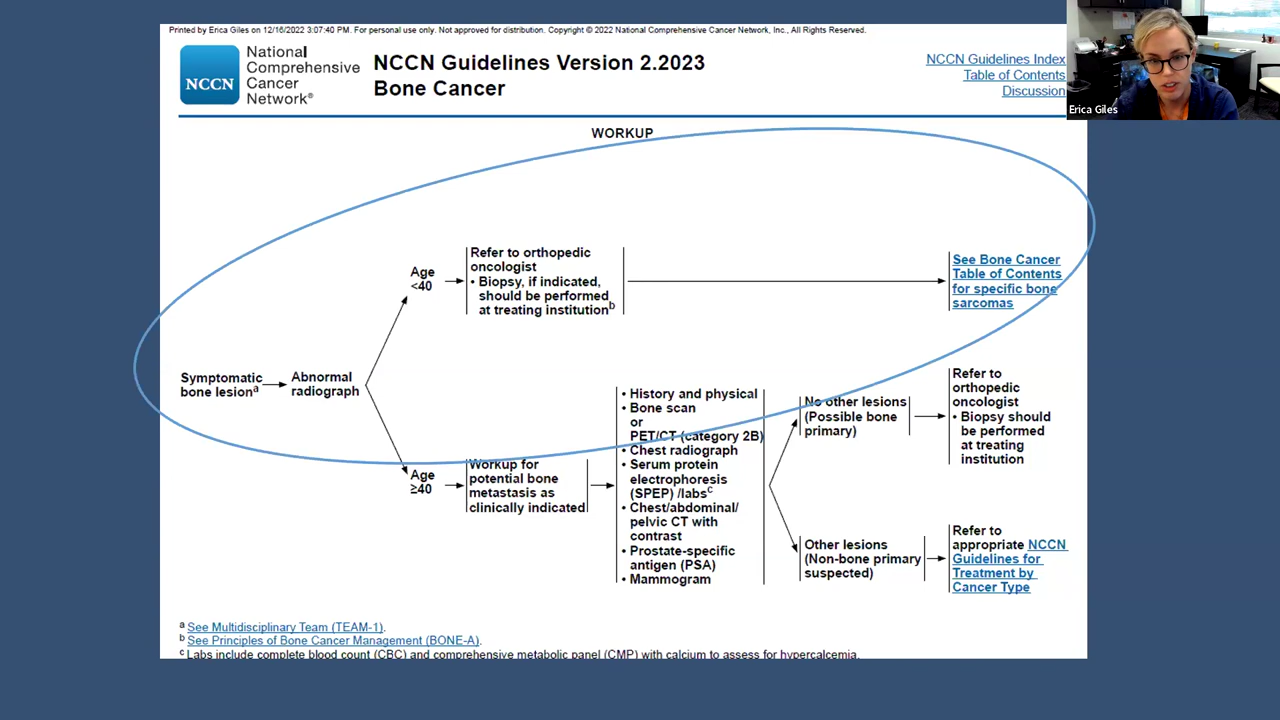 Printed by Erica Giles on 12/16/2022 3:07:40 PM. For personal use only. Not approved for distribution. Copyright © 2022 National Comprehensive Cancer Network, Inc., All Rights Reserved.
NCCN
National
Comprehensive
Cancer
Network®
NCCN Guidelines Version 2.2023
Bone Cancer
NCCN Guidelines Index
Table of Contents
Discussion
Erica Giles
WORKUP
Symptomatic
bone lesionᵃ
Abnormal
radiograph
Age
<40
Refer to orthopedic
oncologist
• Biopsy, if indicated,
should be performed
at treating institutionᵇ
See Bone Cancer
Table of Contents
for specific bone
sarcomas
Age
≥40
Workup for
potential bone
metastasis as
clinically indicated
• History and physical
• Bone scan
or
PET/CT (category 2B)
• Chest radiograph
• Serum protein
electrophoresis
(SPEP) /labsᶜ
• Chest/abdominal/
pelvic CT with
contrast
• Prostate-specific
antigen (PSA)
• Mammogram
No other lesions
(Possible bone
primary)
Refer to
orthopedic
oncologist
• Biopsy should
be performed
at treating
institution
Other lesions
(Non-bone primary
suspected)
Refer to
appropriate NCCN
Guidelines for
Treatment by
Cancer Type
ᵃ See Multidisciplinary Team (TEAM-1).
ᵇ See Principles of Bone Cancer Management (BONE-A).
ᶜ Labs include complete blood count (CBC) and comprehensive metabolic panel (CMP) with calcium to assess for hypercalcemia.